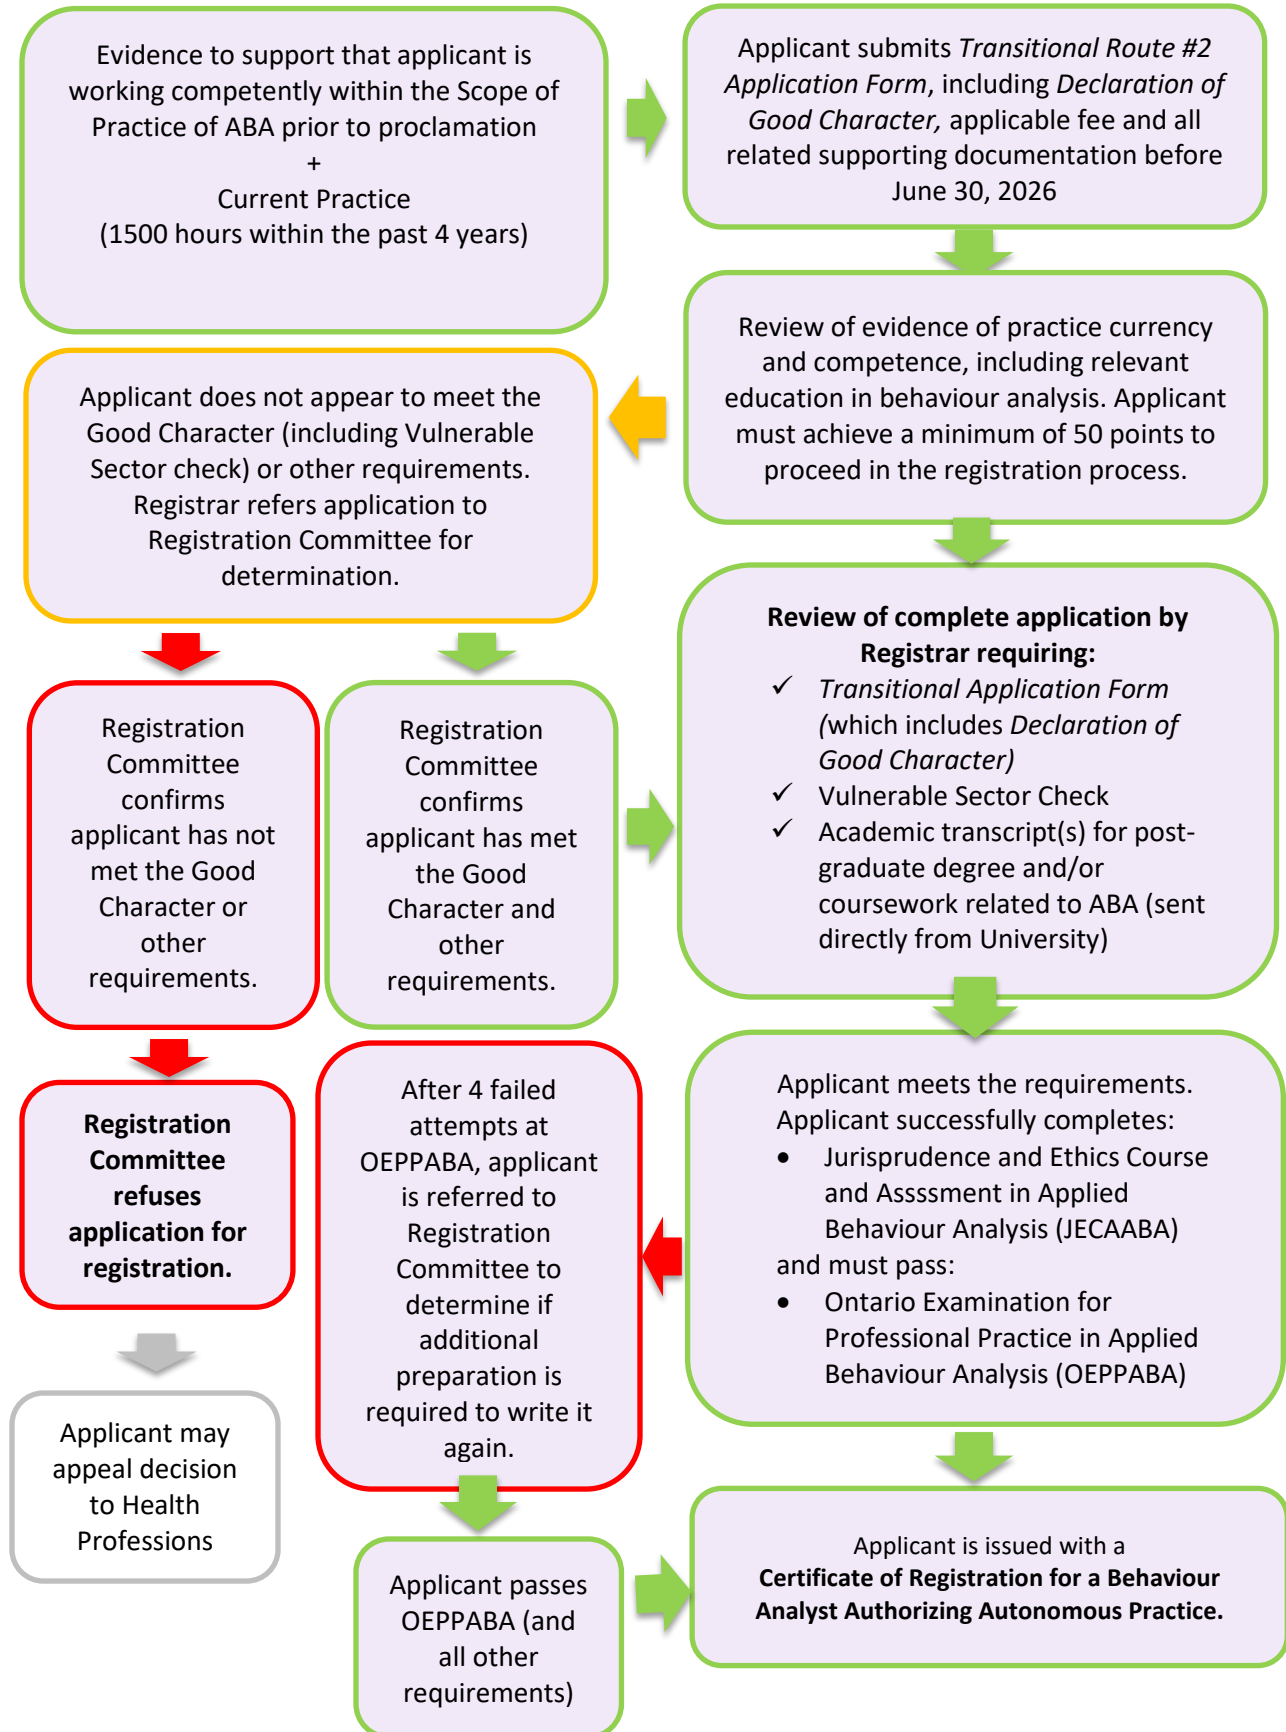 Evidence to support that applicant is
working competently within the Scope of
Practice of ABA prior to proclamation
+
Current Practice
(1500 hours within the past 4 years)
Applicant submits Transitional Route #2
Application Form, including Declaration of
Good Character, applicable fee and all
related supporting documentation before
June 30, 2026
Review of evidence of practice currency
and competence, including relevant
education in behaviour analysis. Applicant
must achieve a minimum of 50 points to
proceed in the registration process.
Applicant does not appear to meet the
Good Character (including Vulnerable
Sector check) or other requirements.
Registrar refers application to
Registration Committee for
determination.
Registration
Committee
confirms
applicant has not
met the Good
Character or
other
requirements.
Registration
Committee
confirms
applicant has met
the Good
Character and
other
requirements.
Review of complete application by
Registrar requiring:
✓ Transitional Application Form
(which includes Declaration of
Good Character)
✓ Vulnerable Sector Check
✓ Academic transcript(s) for post-
graduate degree and/or
coursework related to ABA (sent
directly from University)
Registration
Committee
refuses
application for
registration.
Applicant may
appeal decision
to Health
Professions
After 4 failed
attempts at
OEPPABA, applicant
is referred to
Registration
Committee to
determine if
additional
preparation is
required to write it
again.
Applicant meets the requirements.
Applicant successfully completes:
• Jurisprudence and Ethics Course
and Asssment in Applied
Behaviour Analysis (JECAABA)
and must pass:
• Ontario Examination for
Professional Practice in Applied
Behaviour Analysis (OEPPABA)
Applicant passes
OEPPABA (and
all other
requirements)
Applicant is issued with a
Certificate of Registration for a Behaviour
Analyst Authorizing Autonomous Practice.